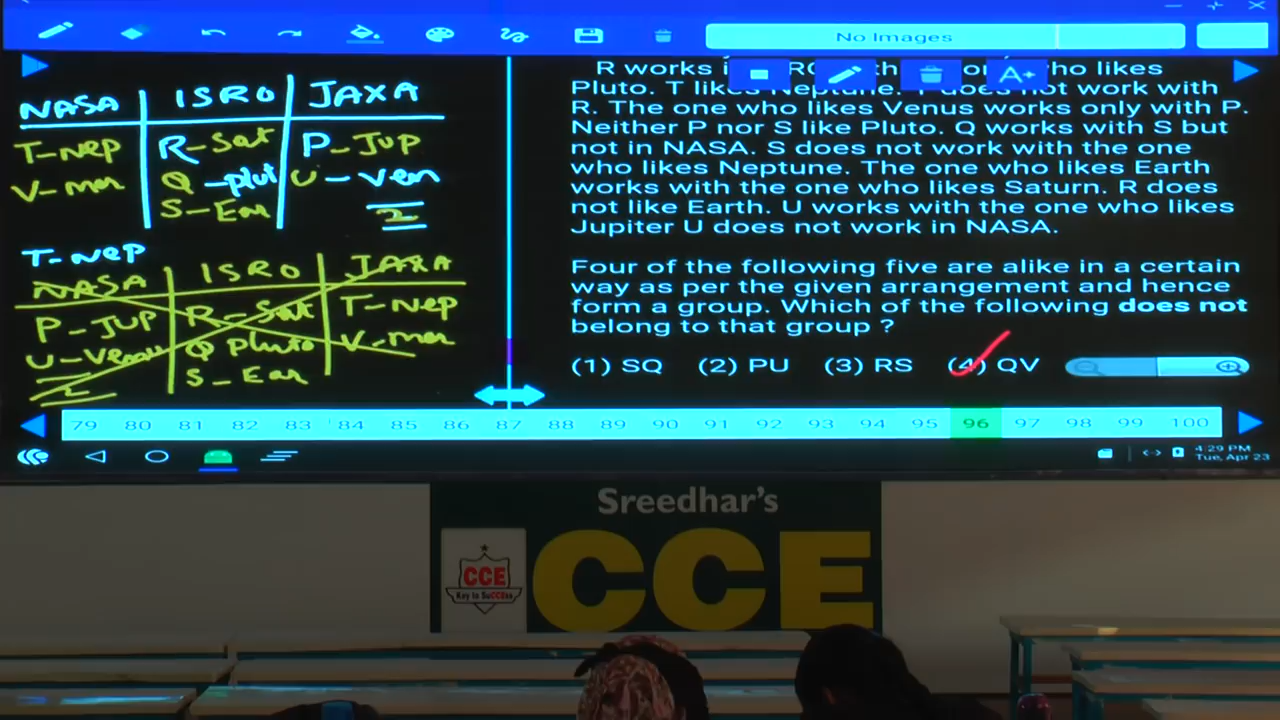 No Images
A+
NASA ISRO JAXA
T-Nep R-Sat P-Jup
V-mer Q-plut U-Ven
S-Ear 2
T-Nep
NASA ISRO JAXA
P-JUP R-Sat T-Nep
U-Venus Q pluto V-mer
2 S-Ear
R works who likes
Pluto. T likes Neptune. T does not work with
R. The one who likes Venus works only with P.
Neither P nor S like Pluto. Q works with S but
not in NASA. S does not work with the one
who likes Neptune. The one who likes Earth
works with the one who likes Saturn. R does
not like Earth. U works with the one who likes
Jupiter U does not work in NASA.
Four of the following five are alike in a certain
way as per the given arrangement and hence
form a group. Which of the following does not
belong to that group ?
(1) SQ (2) PU (3) RS (4) QV
79 80 81 82 83 84 85 86 87 88 89 90 91 92 93 94 95 96 97 98 99 100
4:29 PM
Tue, Apr 23
Sreedhar's
CCE
CCE
Key to SuCCEss